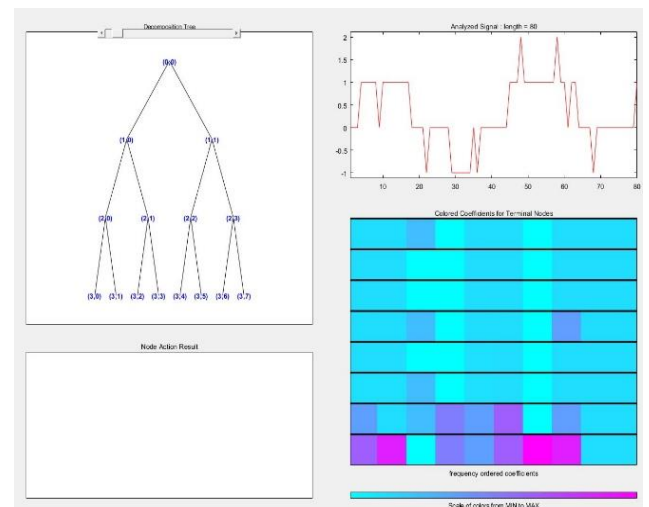 Decomposition Tree
(0,0)
(1,0) (1,1)
(2,0) (2,1) (2,2) (2,3)
(3,0) (3,1) (3,2) (3,3) (3,4) (3,5) (3,6) (3,7)
Node Action Result
Analyzed Signal : length = 80
2
1.5
1
0.5
0
-0.5
-1
10 20 30 40 50 60 70 80
Colored Coefficients for Terminal Nodes
frequency ordered coefficients
Scale of colors from MIN to MAX